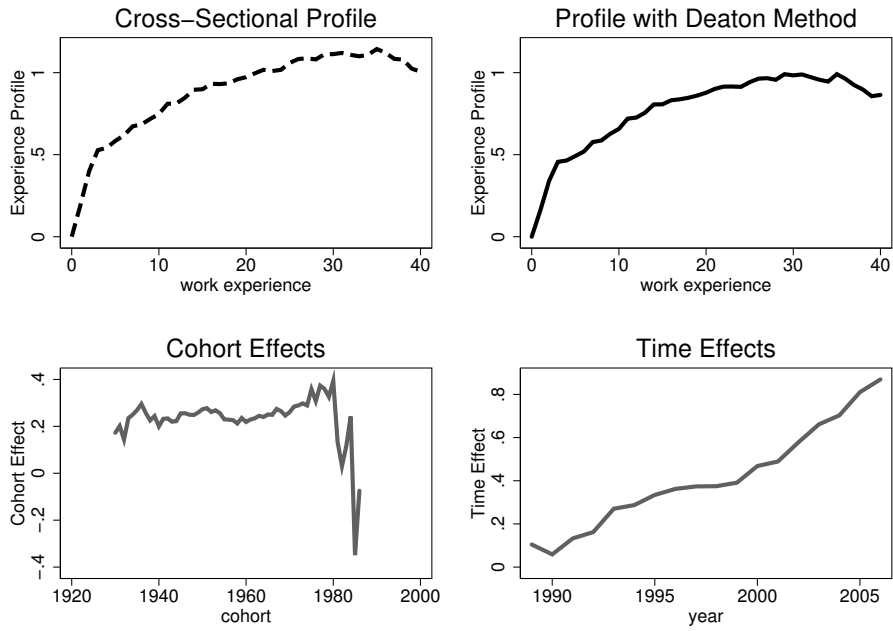 Cross−Sectional Profile
Experience Profile
0 .5 1
0 10 20 30 40
work experience
Profile with Deaton Method
Experience Profile
0 .5 1
0 10 20 30 40
work experience
Cohort Effects
Cohort Effect
−.4 −.2 0 .2 .4
1920 1940 1960 1980 2000
cohort
Time Effects
Time Effect
0 .2 .4 .6 .8
1990 1995 2000 2005
year